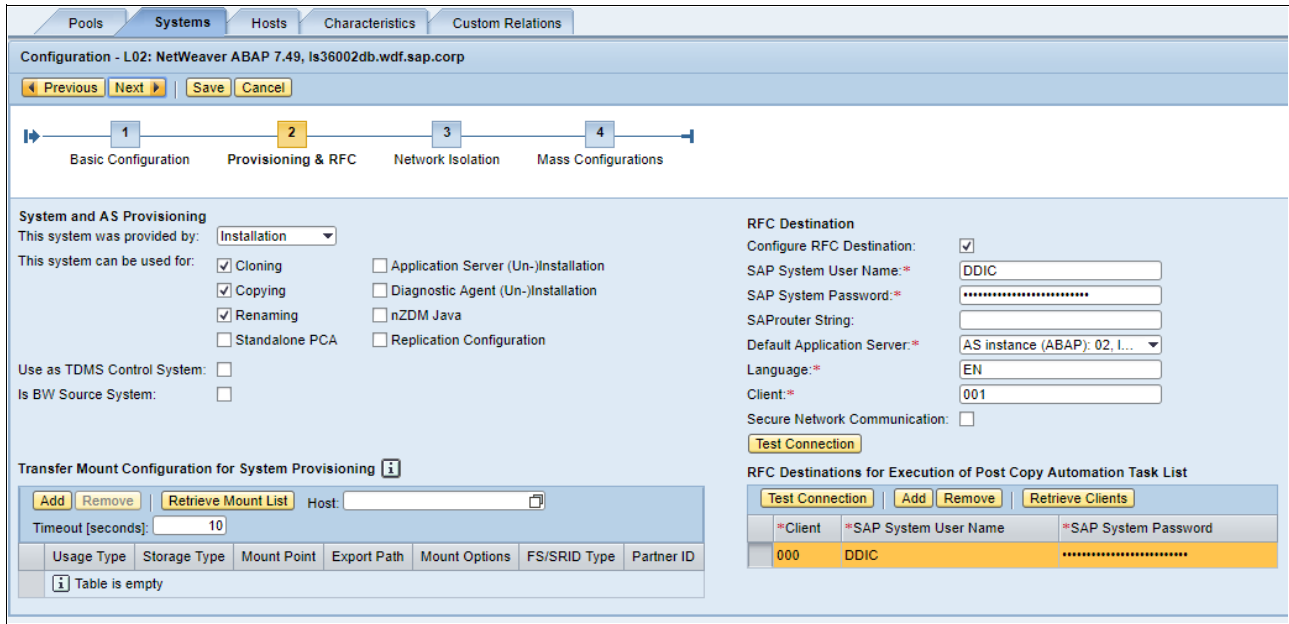 Pools Systems Hosts Characteristics Custom Relations
Configuration - L02: NetWeaver ABAP 7.49, ls36002db.wdf.sap.corp
Previous Next Save Cancel
1 2 3 4
Basic Configuration Provisioning & RFC Network Isolation Mass Configurations
System and AS Provisioning
This system was provided by: Installation
This system can be used for: Cloning Application Server (Un-)Installation
Copying Diagnostic Agent (Un-)Installation
Renaming nZDM Java
Standalone PCA Replication Configuration
Use as TDMS Control System:
Is BW Source System:
Transfer Mount Configuration for System Provisioning
Add Remove Retrieve Mount List Host:
Timeout [seconds]: 10
Usage Type Storage Type Mount Point Export Path Mount Options FS/SRID Type Partner ID
Table is empty
RFC Destination
Configure RFC Destination:
SAP System User Name:* DDIC
SAP System Password:* ••••••••••••••••••••••••••
SAProuter String:
Default Application Server:* AS instance (ABAP): 02, l...
Language:* EN
Client:* 001
Secure Network Communication:
Test Connection
RFC Destinations for Execution of Post Copy Automation Task List
Test Connection Add Remove Retrieve Clients
*Client *SAP System User Name *SAP System Password
000 DDIC ••••••••••••••••••••••••••